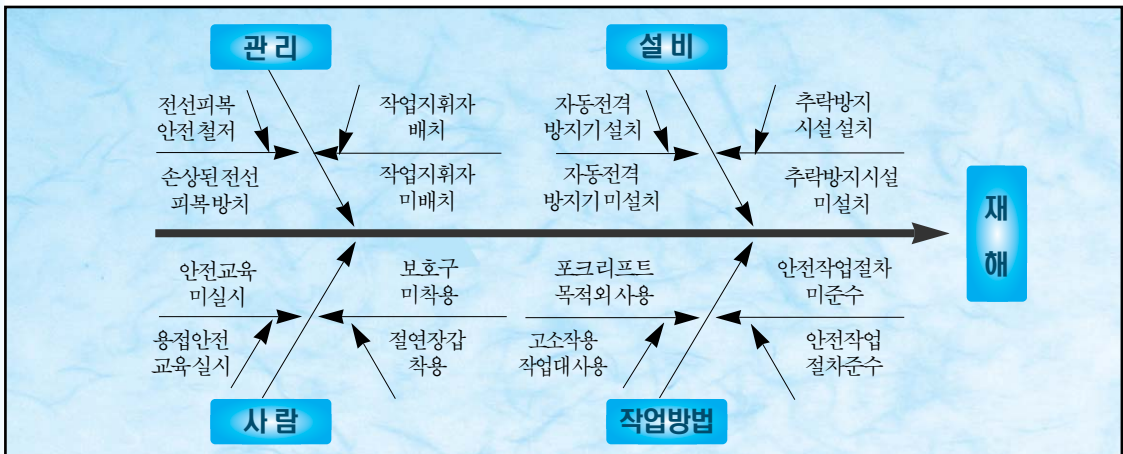 관리
설비
전선피복
안전 철거
작업지휘자
배치
자동전격
방지기 설치
추락방지
시설 설치
손상된 전선
피복 방치
작업지휘자
미배치
자동전격
방지기 미설치
추락방지시설
미설치
재
해
안전교육
미실시
보호구
미착용
포크리프트
목적외 사용
안전작업절차
미준수
용접안전
교육 실시
절연장갑
착용
고소작용
작업대 사용
안전작업
절차준수
사람
작업방법